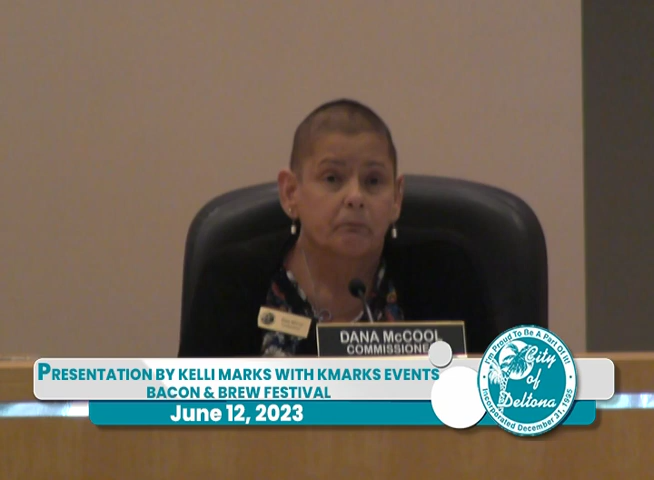 DANA McCOOL
COMMISSIONE
PRESENTATION BY KELLI MARKS WITH KMARKS EVENTS
BACON & BREW FESTIVAL
June 12, 2023
I'm Proud To Be A Part Of It!
City
of
Deltona
Incorporated December 31, 1995